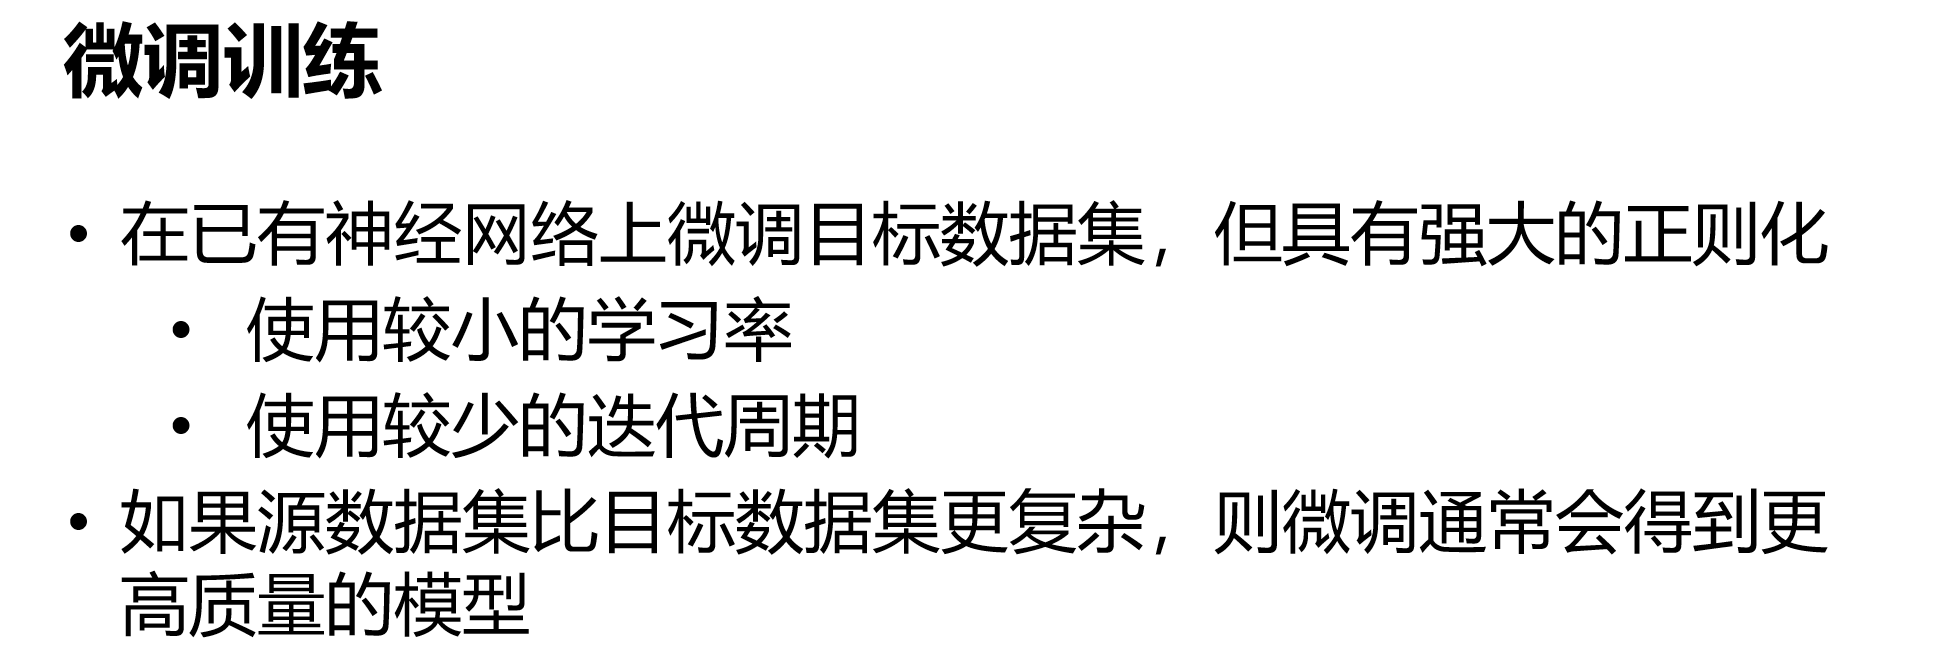 微调训练
• 在已有神经网络上微调目标数据集，但具有强大的正则化
• 使用较小的学习率
• 使用较少的迭代周期
• 如果源数据集比目标数据集更复杂，则微调通常会得到更
高质量的模型